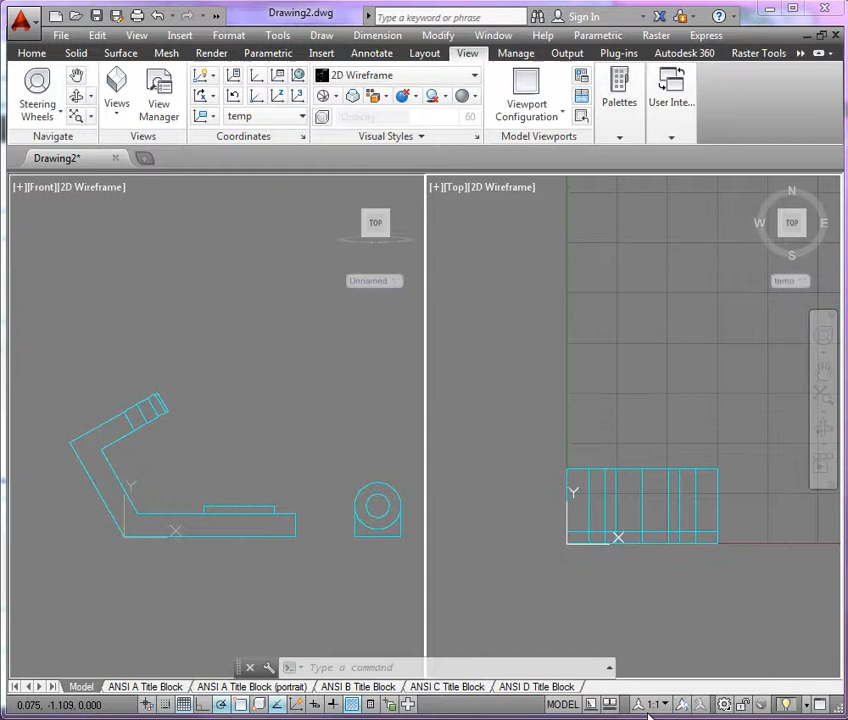 Drawing2.dwg
Type a keyword or phrase
Sign In
File Edit View Insert Format Tools Draw Dimension Modify Window Help Parametric Raster Express
Home Solid Surface Mesh Render Parametric Insert Annotate Layout View Manage Output Plug-ins Autodesk 360 Raster Tools
Steering Wheels
Views
View Manager
temp
2D Wireframe
Opacity 60
Viewport Configuration
Palettes
User Inte...
Navigate Views Coordinates Visual Styles Model Viewports
Drawing2*
[+][Front][2D Wireframe]
TOP
Unnamed
Y
X
[+][Top][2D Wireframe]
N
W TOP E
S
temp
Y
X
Type a command
Model ANSI A Title Block ANSI A Title Block (portrait) ANSI B Title Block ANSI C Title Block ANSI D Title Block
0.075, -1.109, 0.000
MODEL
1:1